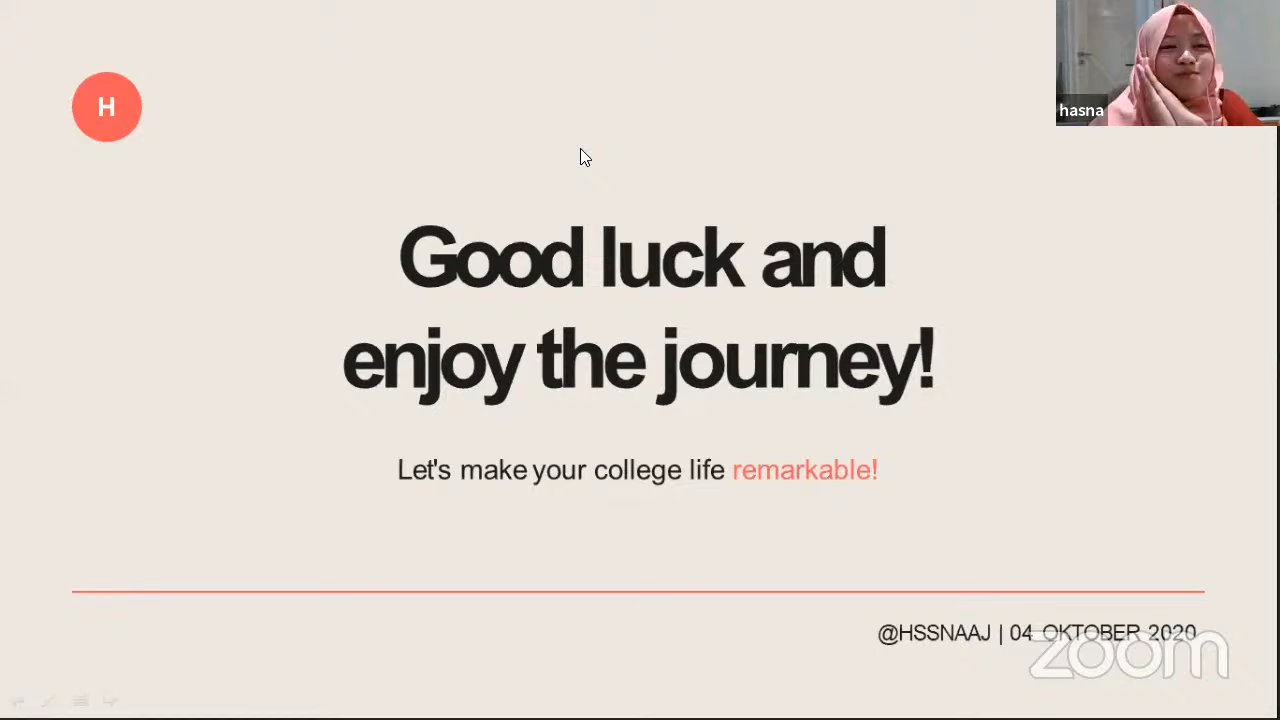 H
hasna
Good luck and
enjoy the journey!
Let's make your college life remarkable!
@HSSNAAJ | 04 OKTOBER 2020
zoom